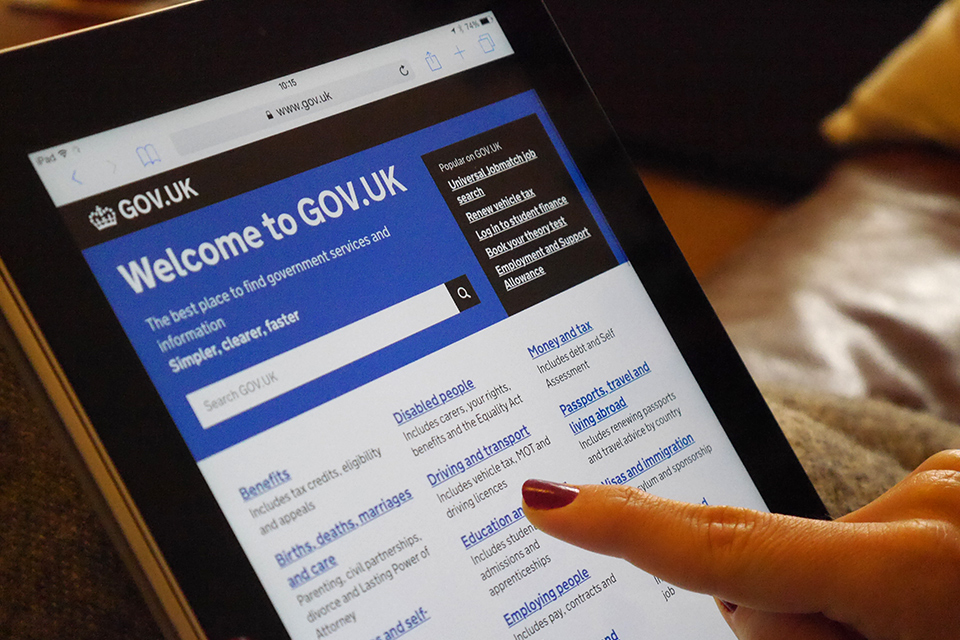 iPad
10:15
74%
www.gov.uk
GOV.UK
Welcome to GOV.UK
The best place to find government services and
information
Simpler, clearer, faster
Search GOV.UK
Popular on GOV.UK
Universal Jobmatch job
search
Renew vehicle tax
Log in to student finance
Book your theory test
Employment and Support
Allowance
Benefits
Includes tax credits, eligibility
and appeals
Births, deaths, marriages
and care
Parenting, civil partnerships,
divorce and Lasting Power of
Attorney
and self-
Disabled people
Includes carers, your rights,
benefits and the Equality Act
Driving and transport
Includes vehicle tax, MOT and
driving licences
Education
Includes student
admissions and
apprenticeships
Employing people
Includes pay, contracts and
Money and tax
Includes debt and Self
Assessment
Passports, travel and
living abroad
Includes renewing passports
and travel advice by country
Visas and immigration
and sponsorship
job